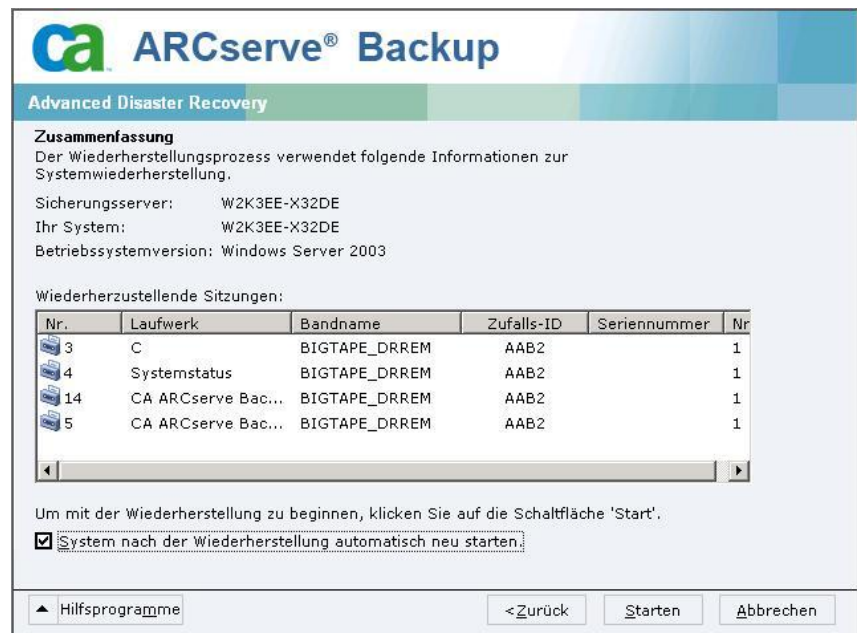 ca ARCserve® Backup
Advanced Disaster Recovery
Zusammenfassung
Der Wiederherstellungsprozess verwendet folgende Informationen zur
Systemwiederherstellung.
Sicherungsserver: W2K3EE-X32DE
Ihr System: W2K3EE-X32DE
Betriebssystemversion: Windows Server 2003
Wiederherzustellende Sitzungen:
Nr. Laufwerk Bandname Zufalls-ID Seriennummer Nr
3 C BIGTAPE_DRREM AAB2 1
4 Systemstatus BIGTAPE_DRREM AAB2 1
14 CA ARCserve Bac... BIGTAPE_DRREM AAB2 1
5 CA ARCserve Bac... BIGTAPE_DRREM AAB2 1
Um mit der Wiederherstellung zu beginnen, klicken Sie auf die Schaltfläche 'Start'.
System nach der Wiederherstellung automatisch neu starten.
Hilfsprogramme <Zurück Starten Abbrechen